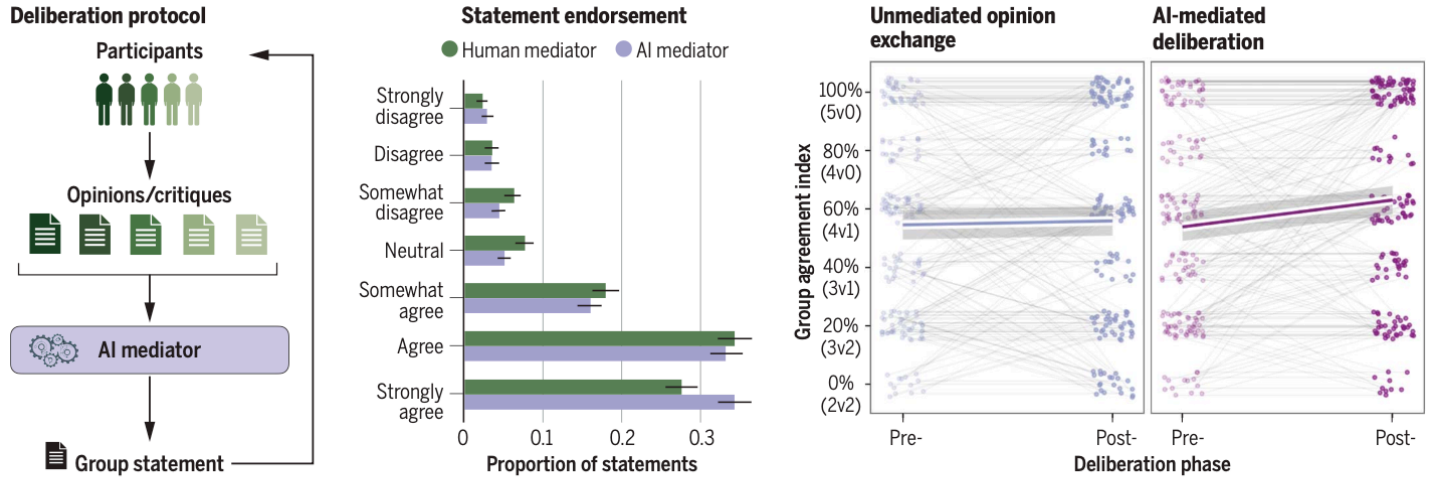 Deliberation protocol
Participants
Opinions/critiques
AI mediator
Group statement
Statement endorsement
Human mediator
AI mediator
Strongly
disagree
Disagree
Somewhat
disagree
Neutral
Somewhat
agree
Agree
Strongly
agree
0
0.1
0.2
0.3
Proportion of statements
Unmediated opinion
exchange
AI-mediated
deliberation
Group agreement index
100%
(5v0)
80%
(4v0)
60%
(4v1)
40%
(3v1)
20%
(3v2)
0%
(2v2)
Pre-
Post-
Pre-
Post-
Deliberation phase